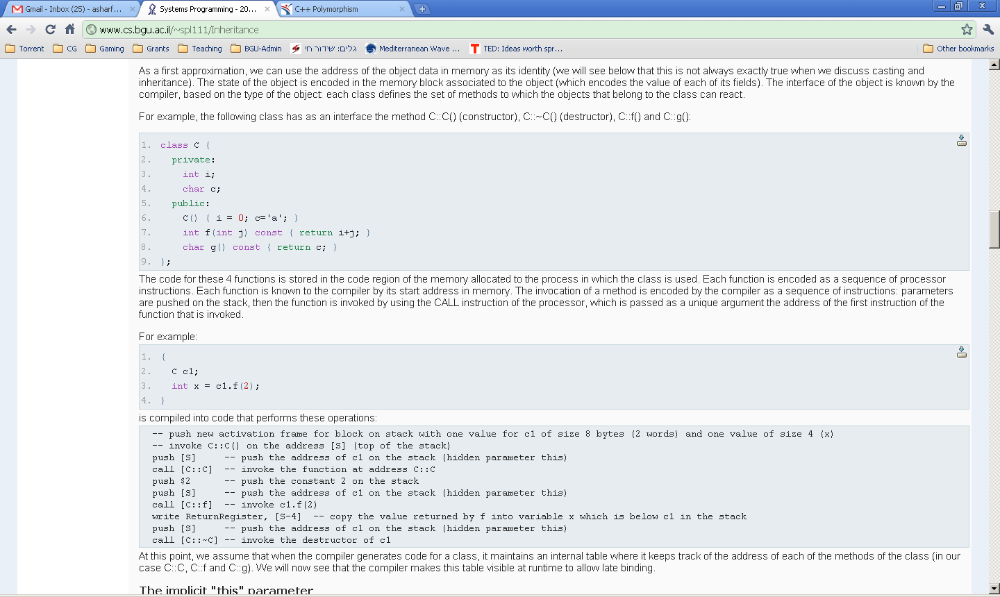 Gmail - Inbox (25) - asharf...
Systems Programming - 20...
C++ Polymorphism
www.cs.bgu.ac.il/~spl111/Inheritance
Torrent CG Gaming Grants Teaching BGU-Admin גלים: שידור חי Mediterranean Wave ... TED: Ideas worth spr... Other bookmarks
As a first approximation, we can use the address of the object data in memory as its identity (we will see below that this is not always exactly true when we discuss casting and
inheritance). The state of the object is encoded in the memory block associated to the object (which encodes the value of each of its fields). The interface of the object is known by the
compiler, based on the type of the object: each class defines the set of methods to which the objects that belong to the class can react.
For example, the following class has as an interface the method C::C() (constructor), C::~C() (destructor), C::f() and C::g():
1. class C {
2. private:
3. int i;
4. char c;
5. public:
6. C() { i = 0; c='a'; }
7. int f(int j) const { return i+j; }
8. char g() const { return c; }
9. };
The code for these 4 functions is stored in the code region of the memory allocated to the process in which the class is used. Each function is encoded as a sequence of processor
instructions. Each function is known to the compiler by its start address in memory. The invocation of a method is encoded by the compiler as a sequence of instructions: parameters
are pushed on the stack, then the function is invoked by using the CALL instruction of the processor, which is passed as a unique argument the address of the first instruction of the
function that is invoked.
For example:
1. {
2. C c1;
3. int x = c1.f(2);
4. }
is compiled into code that performs these operations:
-- push new activation frame for block on stack with one value for c1 of size 8 bytes (2 words) and one value of size 4 (x)
-- invoke C::C() on the address [S] (top of the stack)
push [S] -- push the address of c1 on the stack (hidden parameter this)
call [C::C] -- invoke the function at address C::C
push $2 -- push the constant 2 on the stack
push [S] -- push the address of c1 on the stack (hidden parameter this)
call [C::f] -- invoke c1.f(2)
write ReturnRegister, [S-4] -- copy the value returned by f into variable x which is below c1 in the stack
push [S] -- push the address of c1 on the stack (hidden parameter this)
call [C::~C] -- invoke the destructor of c1
At this point, we assume that when the compiler generates code for a class, it maintains an internal table where it keeps track of the address of each of the methods of the class (in our
case C::C, C::f and C::g). We will now see that the compiler makes this table visible at runtime to allow late binding.
The implicit "this" parameter